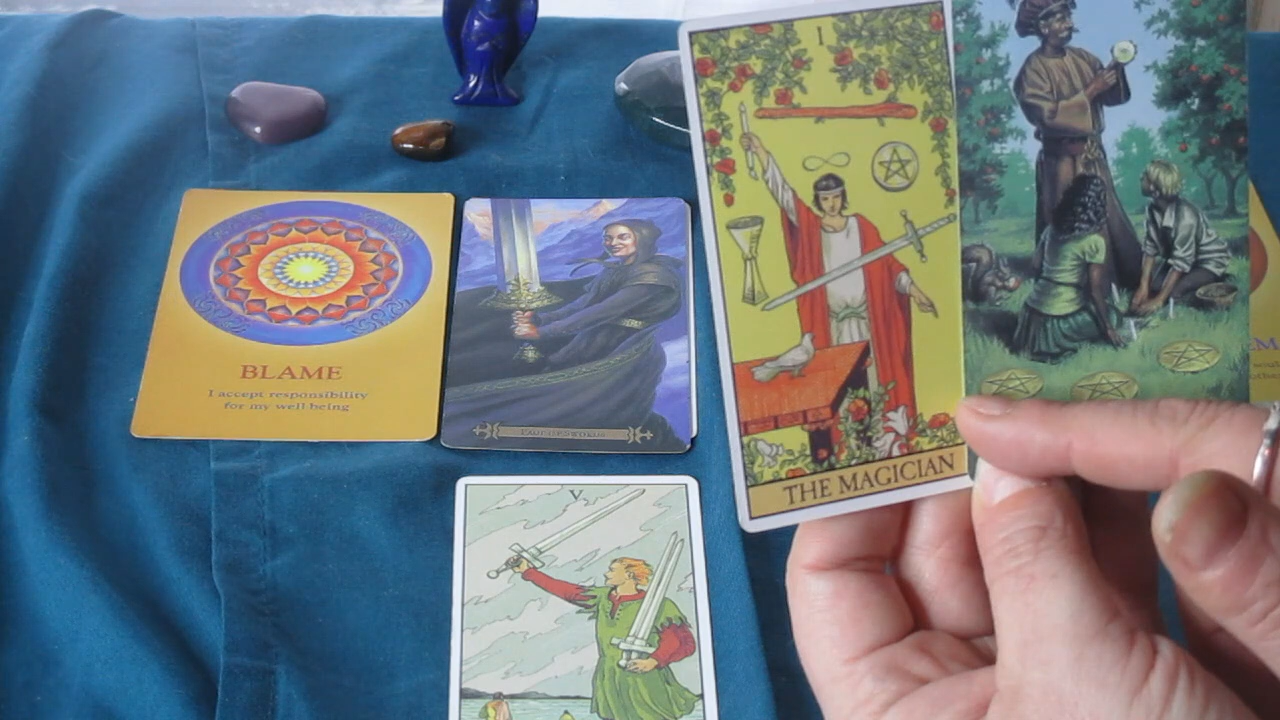 I
BLAME
I accept responsibility
for my well being
THE MAGICIAN
V